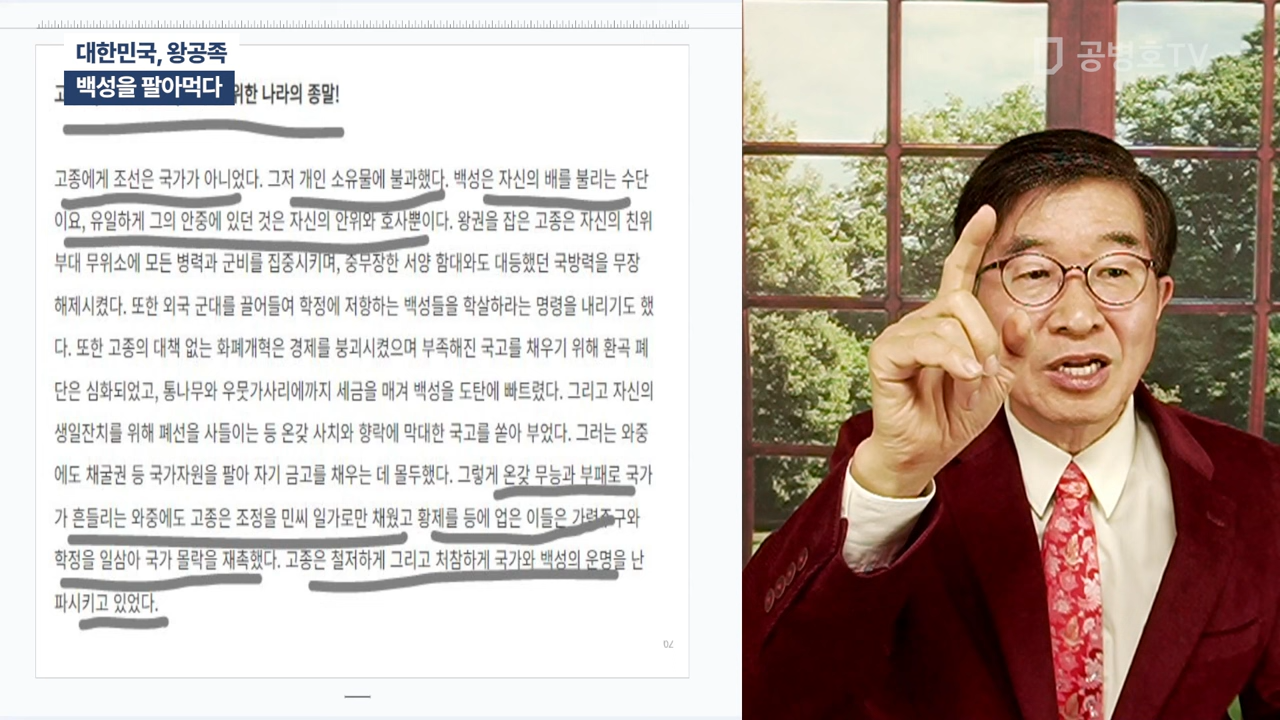 대한민국, 왕공족
백성을 팔아먹다
위한 나라의 종말!
고종에게 조선은 국가가 아니었다. 그저 개인 소유물에 불과했다. 백성은 자신의 배를 불리는 수단
이요, 유일하게 그의 안중에 있던 것은 자신의 안위와 호사뿐이다. 왕권을 잡은 고종은 자신의 친위
부대 무위소에 모든 병력과 군비를 집중시키며, 중무장한 서양 함대와도 대등했던 국방력을 무장
해제시켰다. 또한 외국 군대를 끌어들여 학정에 저항하는 백성들을 학살하라는 명령을 내리기도 했
다. 또한 고종의 대책 없는 화폐개혁은 경제를 붕괴시켰으며 부족해진 국고를 채우기 위해 환곡 폐
단은 심화되었고, 통나무와 우뭇가사리에까지 세금을 매겨 백성을 도탄에 빠트렸다. 그리고 자신의
생일잔치를 위해 폐선을 사들이는 등 온갖 사치와 향락에 막대한 국고를 쏟아 부었다. 그러는 와중
에도 채굴권 등 국가자원을 팔아 자기 금고를 채우는 데 몰두했다. 그렇게 온갖 무능과 부패로 국가
가 흔들리는 와중에도 고종은 조정을 민씨 일가로만 채웠고 황제를 등에 업은 이들은 가렴주구와
학정을 일삼아 국가 몰락을 재촉했다. 고종은 철저하게 그리고 처참하게 국가와 백성의 운명을 난
파시키고 있었다.
공병호TV